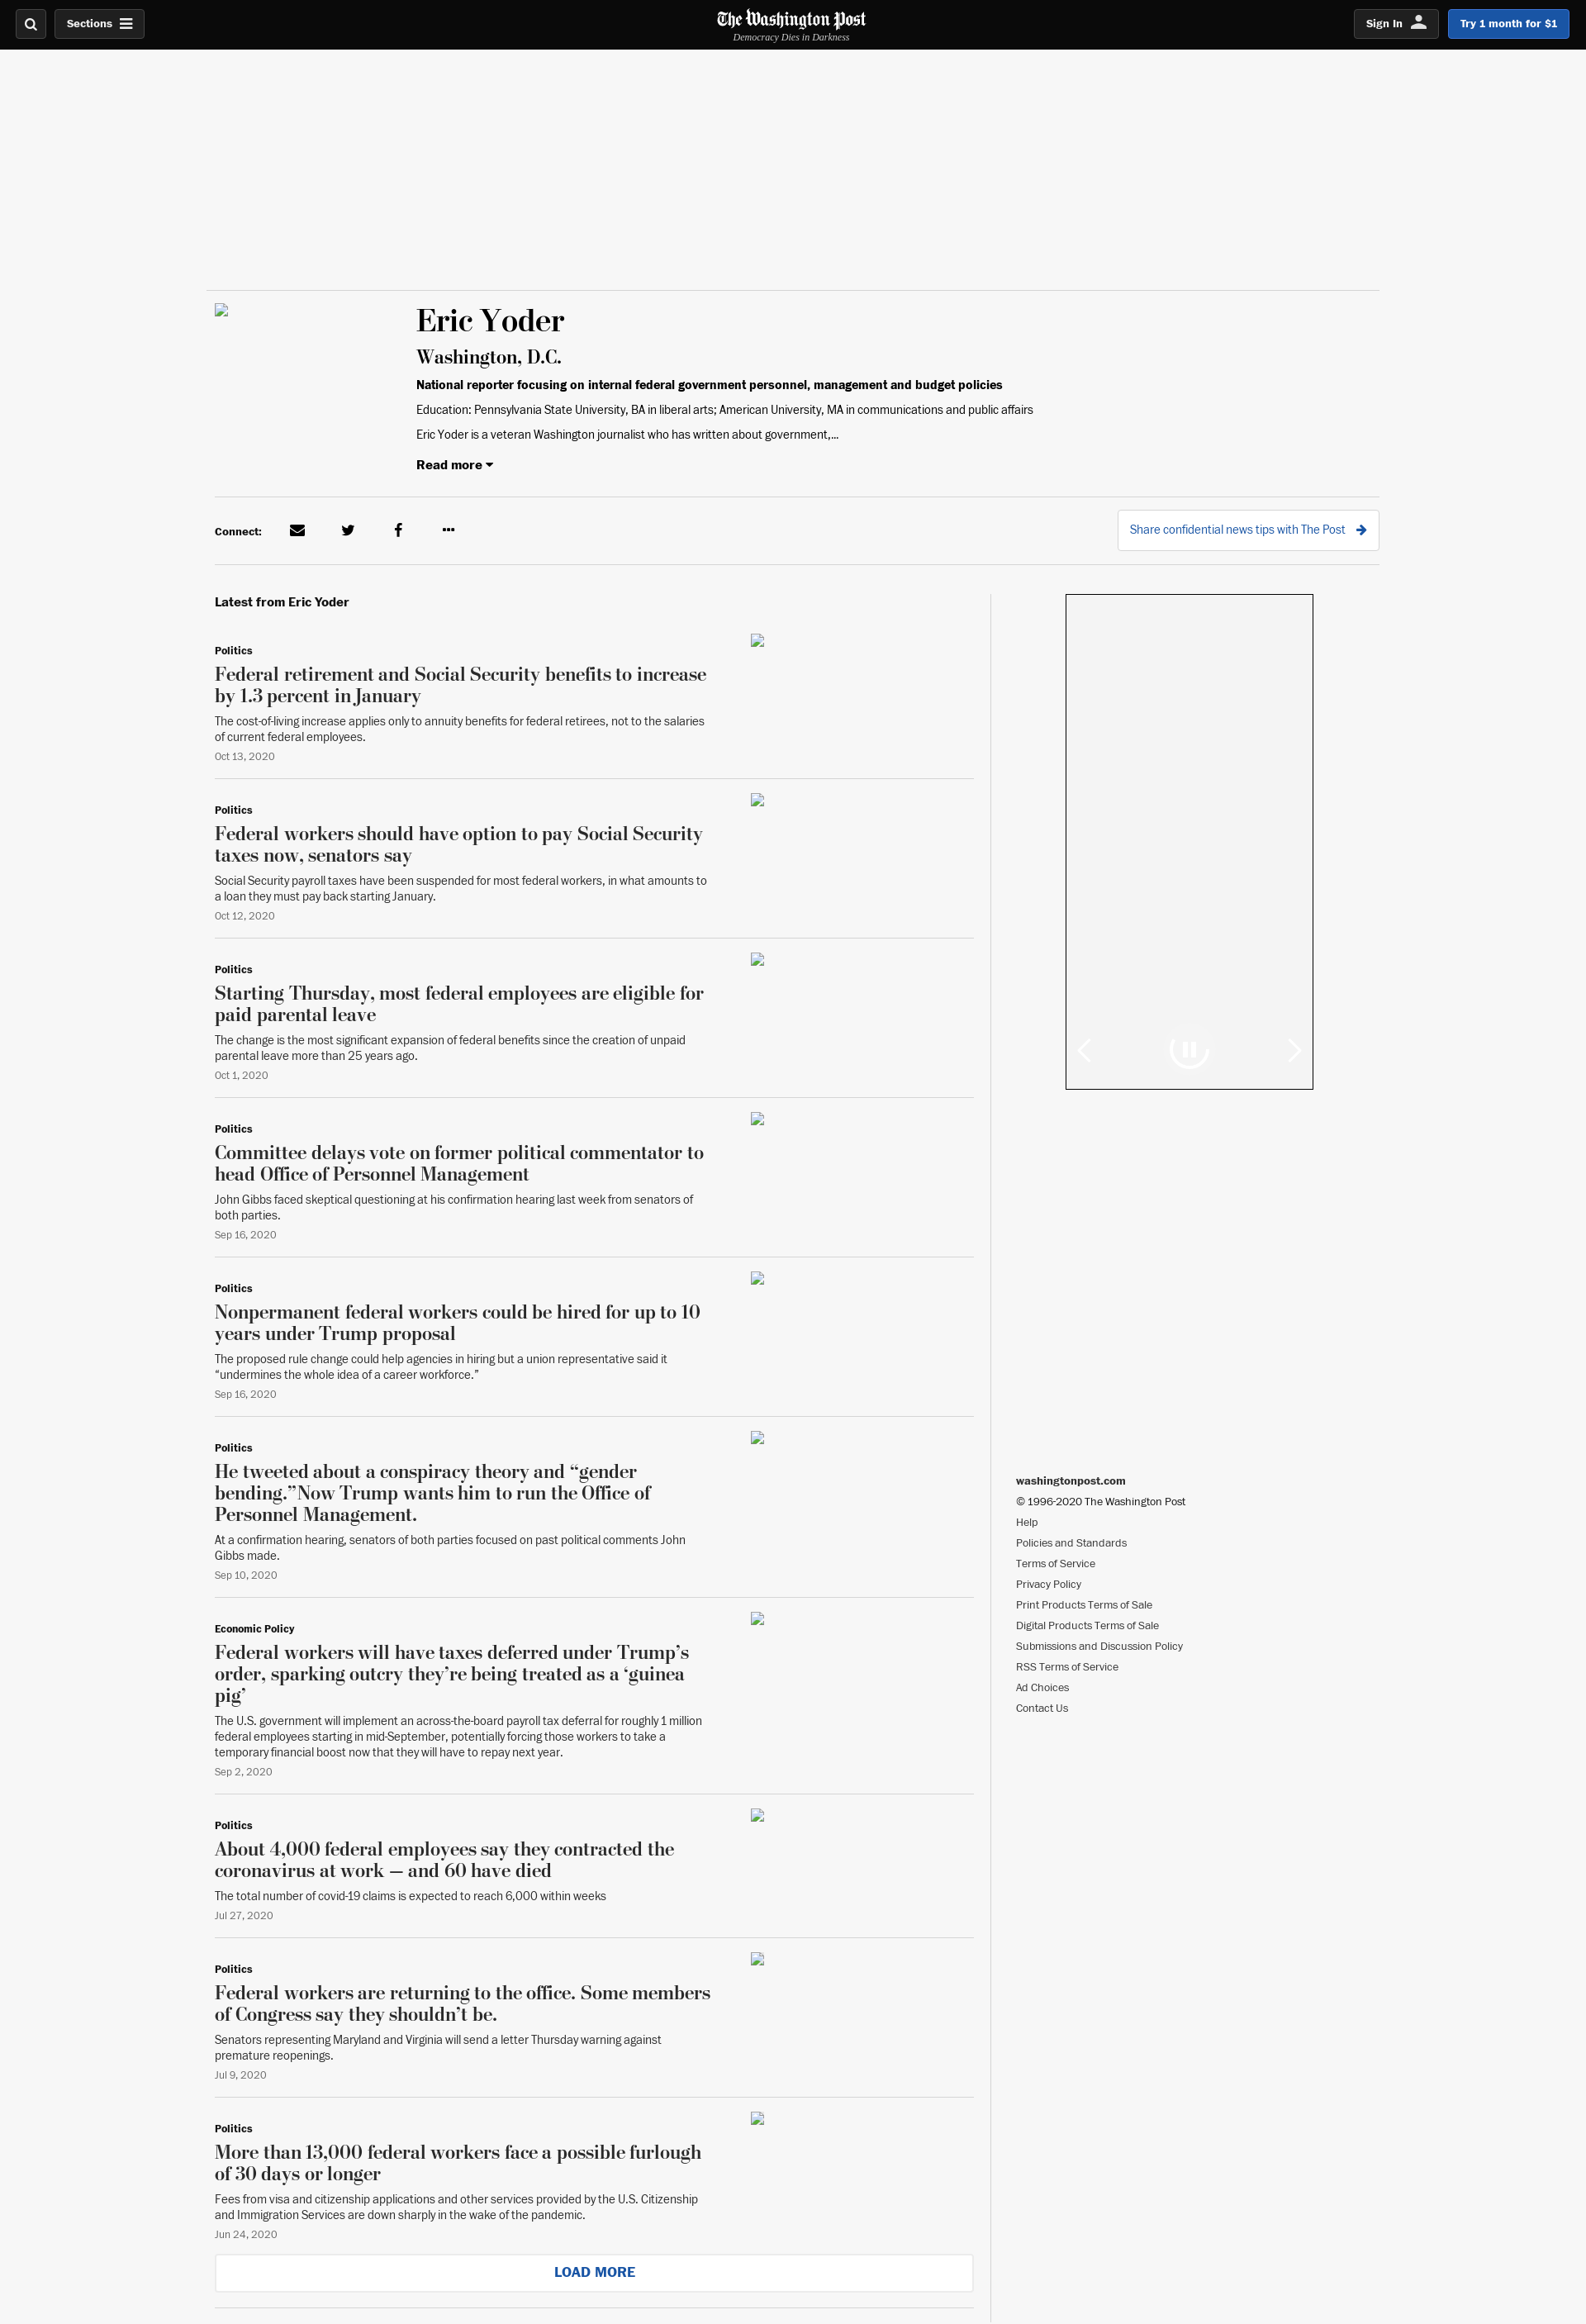 Sections
The Washington Post
Democracy Dies in Darkness
Sign In
Try 1 month for $1
Eric Yoder
Washington, D.C.
National reporter focusing on internal federal government personnel, management and budget policies
Education: Pennsylvania State University, BA in liberal arts; American University, MA in communications and public affairs
Eric Yoder is a veteran Washington journalist who has written about government,...
Read more
Connect:
Share confidential news tips with The Post
Latest from Eric Yoder
Politics
Federal retirement and Social Security benefits to increase
by 1.3 percent in January
The cost-of-living increase applies only to annuity benefits for federal retirees, not to the salaries
of current federal employees.
Oct 13, 2020
Politics
Federal workers should have option to pay Social Security
taxes now, senators say
Social Security payroll taxes have been suspended for most federal workers, in what amounts to
a loan they must pay back starting January.
Oct 12, 2020
Politics
Starting Thursday, most federal employees are eligible for
paid parental leave
The change is the most significant expansion of federal benefits since the creation of unpaid
parental leave more than 25 years ago.
Oct 1, 2020
Politics
Committee delays vote on former political commentator to
head Office of Personnel Management
John Gibbs faced skeptical questioning at his confirmation hearing last week from senators of
both parties.
Sep 16, 2020
Politics
Nonpermanent federal workers could be hired for up to 10
years under Trump proposal
The proposed rule change could help agencies in hiring but a union representative said it
“undermines the whole idea of a career workforce.”
Sep 16, 2020
Politics
He tweeted about a conspiracy theory and “gender
bending.”Now Trump wants him to run the Office of
Personnel Management.
At a confirmation hearing, senators of both parties focused on past political comments John
Gibbs made.
Sep 10, 2020
Economic Policy
Federal workers will have taxes deferred under Trump’s
order, sparking outcry they’re being treated as a ‘guinea
pig’
The U.S. government will implement an across-the-board payroll tax deferral for roughly 1 million
federal employees starting in mid-September, potentially forcing those workers to take a
temporary financial boost now that they will have to repay next year.
Sep 2, 2020
Politics
About 4,000 federal employees say they contracted the
coronavirus at work — and 60 have died
The total number of covid-19 claims is expected to reach 6,000 within weeks
Jul 27, 2020
Politics
Federal workers are returning to the office. Some members
of Congress say they shouldn’t be.
Senators representing Maryland and Virginia will send a letter Thursday warning against
premature reopenings.
Jul 9, 2020
Politics
More than 13,000 federal workers face a possible furlough
of 30 days or longer
Fees from visa and citizenship applications and other services provided by the U.S. Citizenship
and Immigration Services are down sharply in the wake of the pandemic.
Jun 24, 2020
LOAD MORE
washingtonpost.com
© 1996-2020 The Washington Post
Help
Policies and Standards
Terms of Service
Privacy Policy
Print Products Terms of Sale
Digital Products Terms of Sale
Submissions and Discussion Policy
RSS Terms of Service
Ad Choices
Contact Us